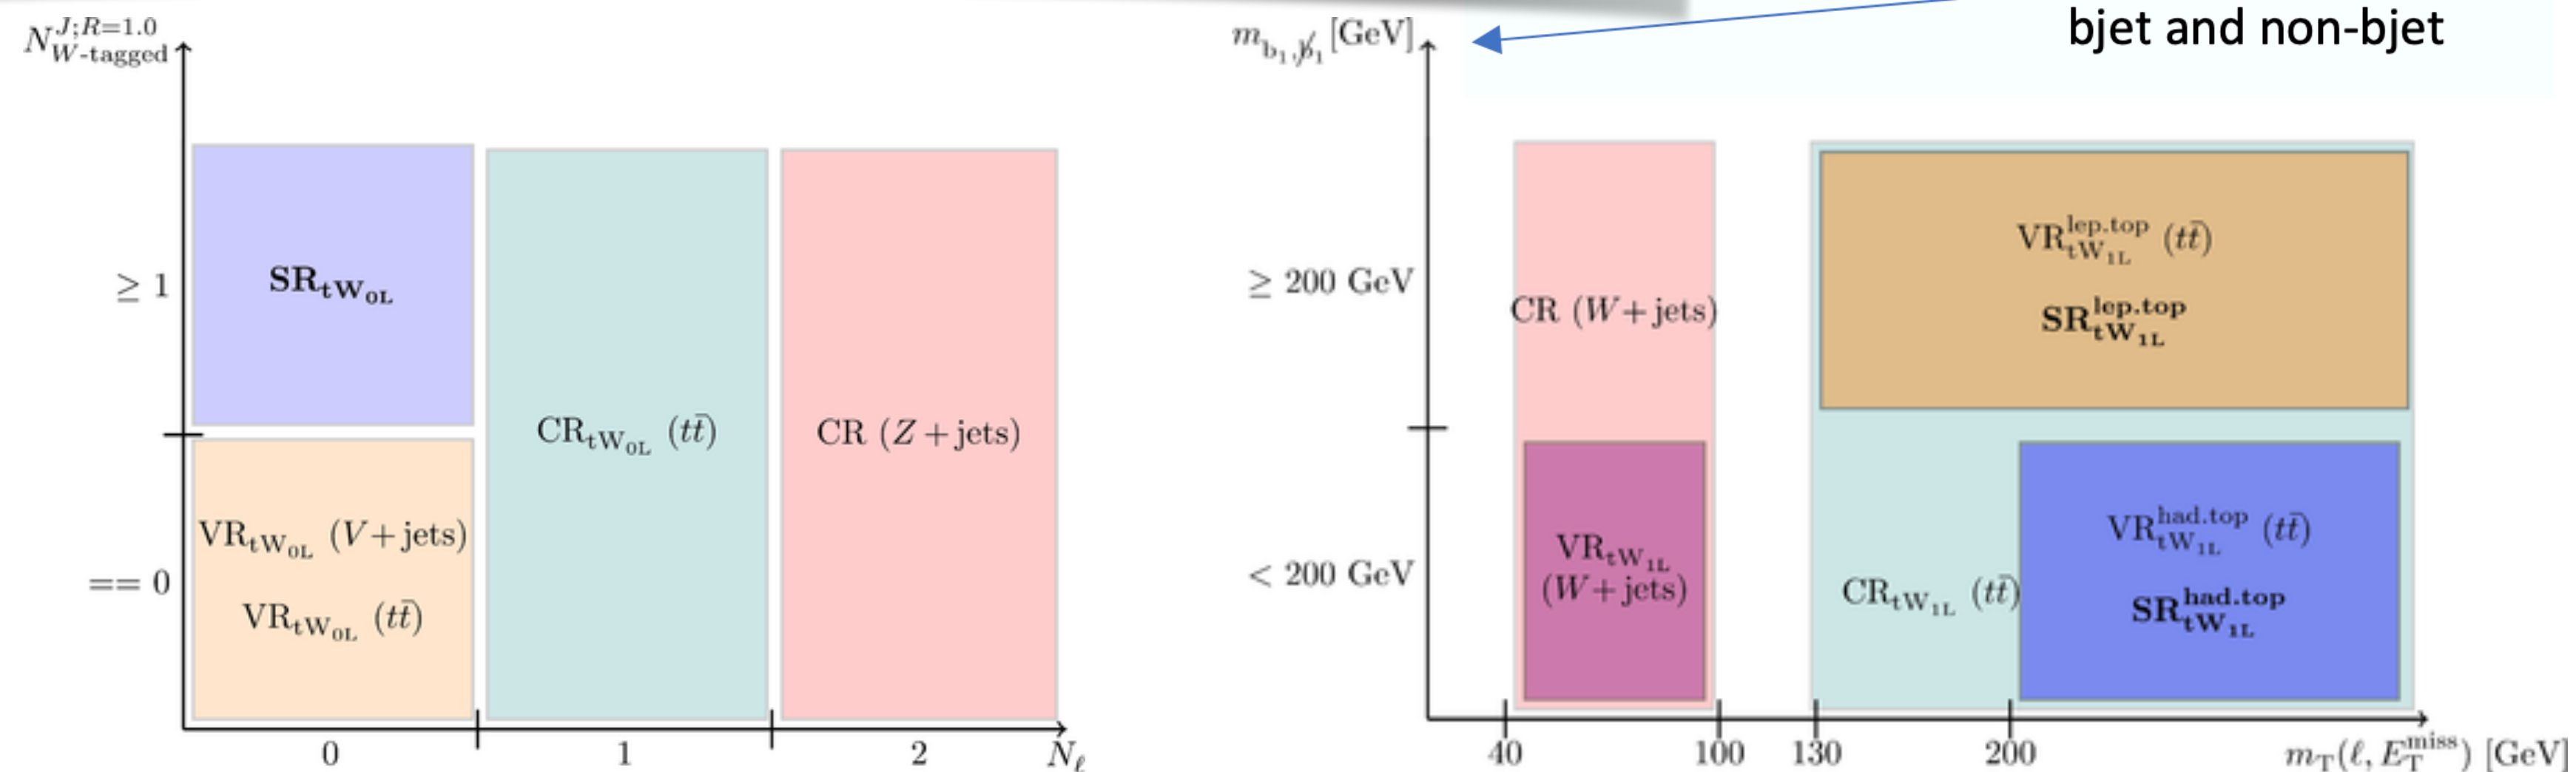 bjet and non-bjet
N^{J;R=1.0}_{W-tagged}
≥ 1
== 0
SR_{tW_{0L}}
VR_{tW_{0L}} (V + jets)
VR_{tW_{0L}} (tt̄)
CR_{tW_{0L}} (tt̄)
CR (Z + jets)
0 1 2 N_ℓ
m_{b₁,b̸₁} [GeV]
≥ 200 GeV
< 200 GeV
CR (W + jets)
VR_{tW_{1L}}
(W + jets)
VR^{lep.top}_{tW_{1L}} (tt̄)
SR^{lep.top}_{tW_{1L}}
CR_{tW_{1L}} (tt̄)
VR^{had.top}_{tW_{1L}} (tt̄)
SR^{had.top}_{tW_{1L}}
40 100 130 200 m_T(ℓ, E_T^{miss}) [GeV]